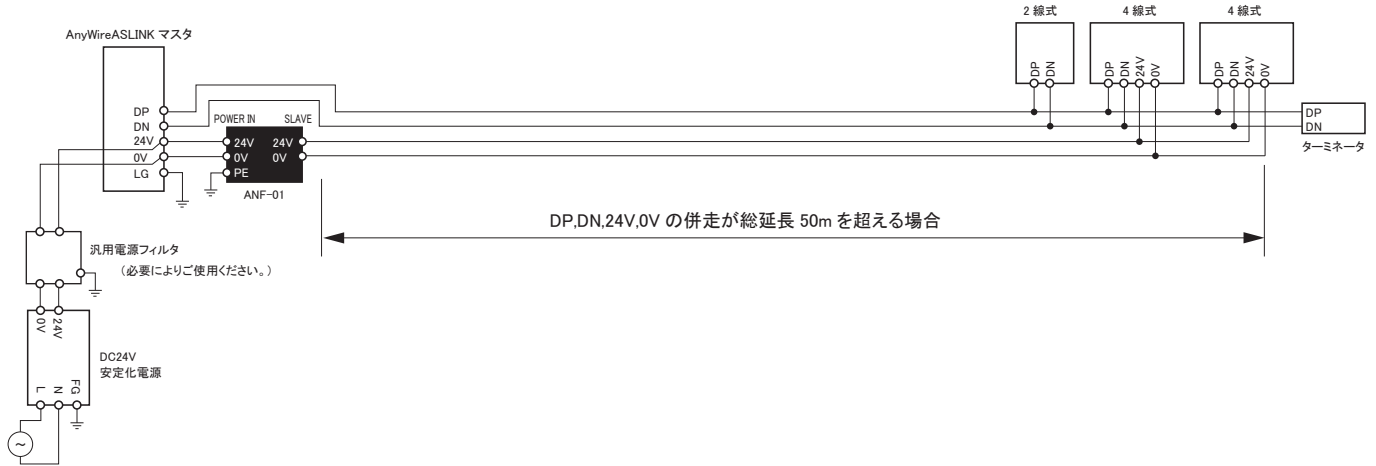 2 線式
4 線式
4 線式
AnyWireASLINK マスタ
DP
DN
DP
DN
24V
0V
DP
DN
24V
0V
DP
DN
24V
0V
LG
POWER IN
SLAVE
24V
0V
PE
24V
0V
ANF-01
DP
DN
ターミネータ
DP,DN,24V,0V の併走が総延長 50m を超える場合
汎用電源フィルタ
(必要によりご使用ください。)
0V
24V
DC24V
安定化電源
L
N
FG
~